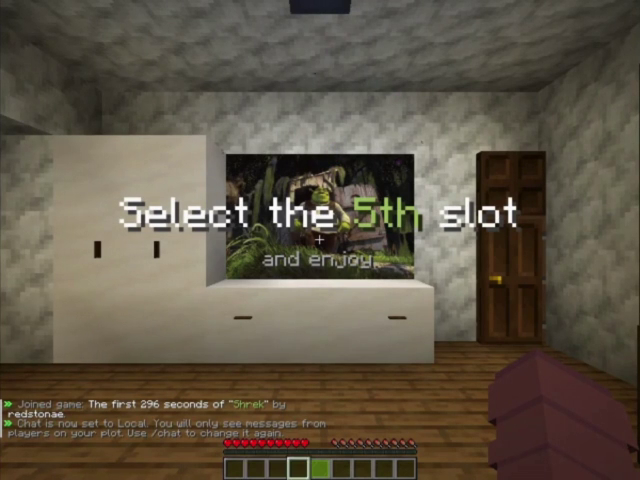 Select the 5th slot
and enjoy.
» Joined game: The first 296 seconds of "Shrek" by
redstonae.
» Chat is now set to Local. You will only see messages from
players on your plot. Use /chat to change it again.